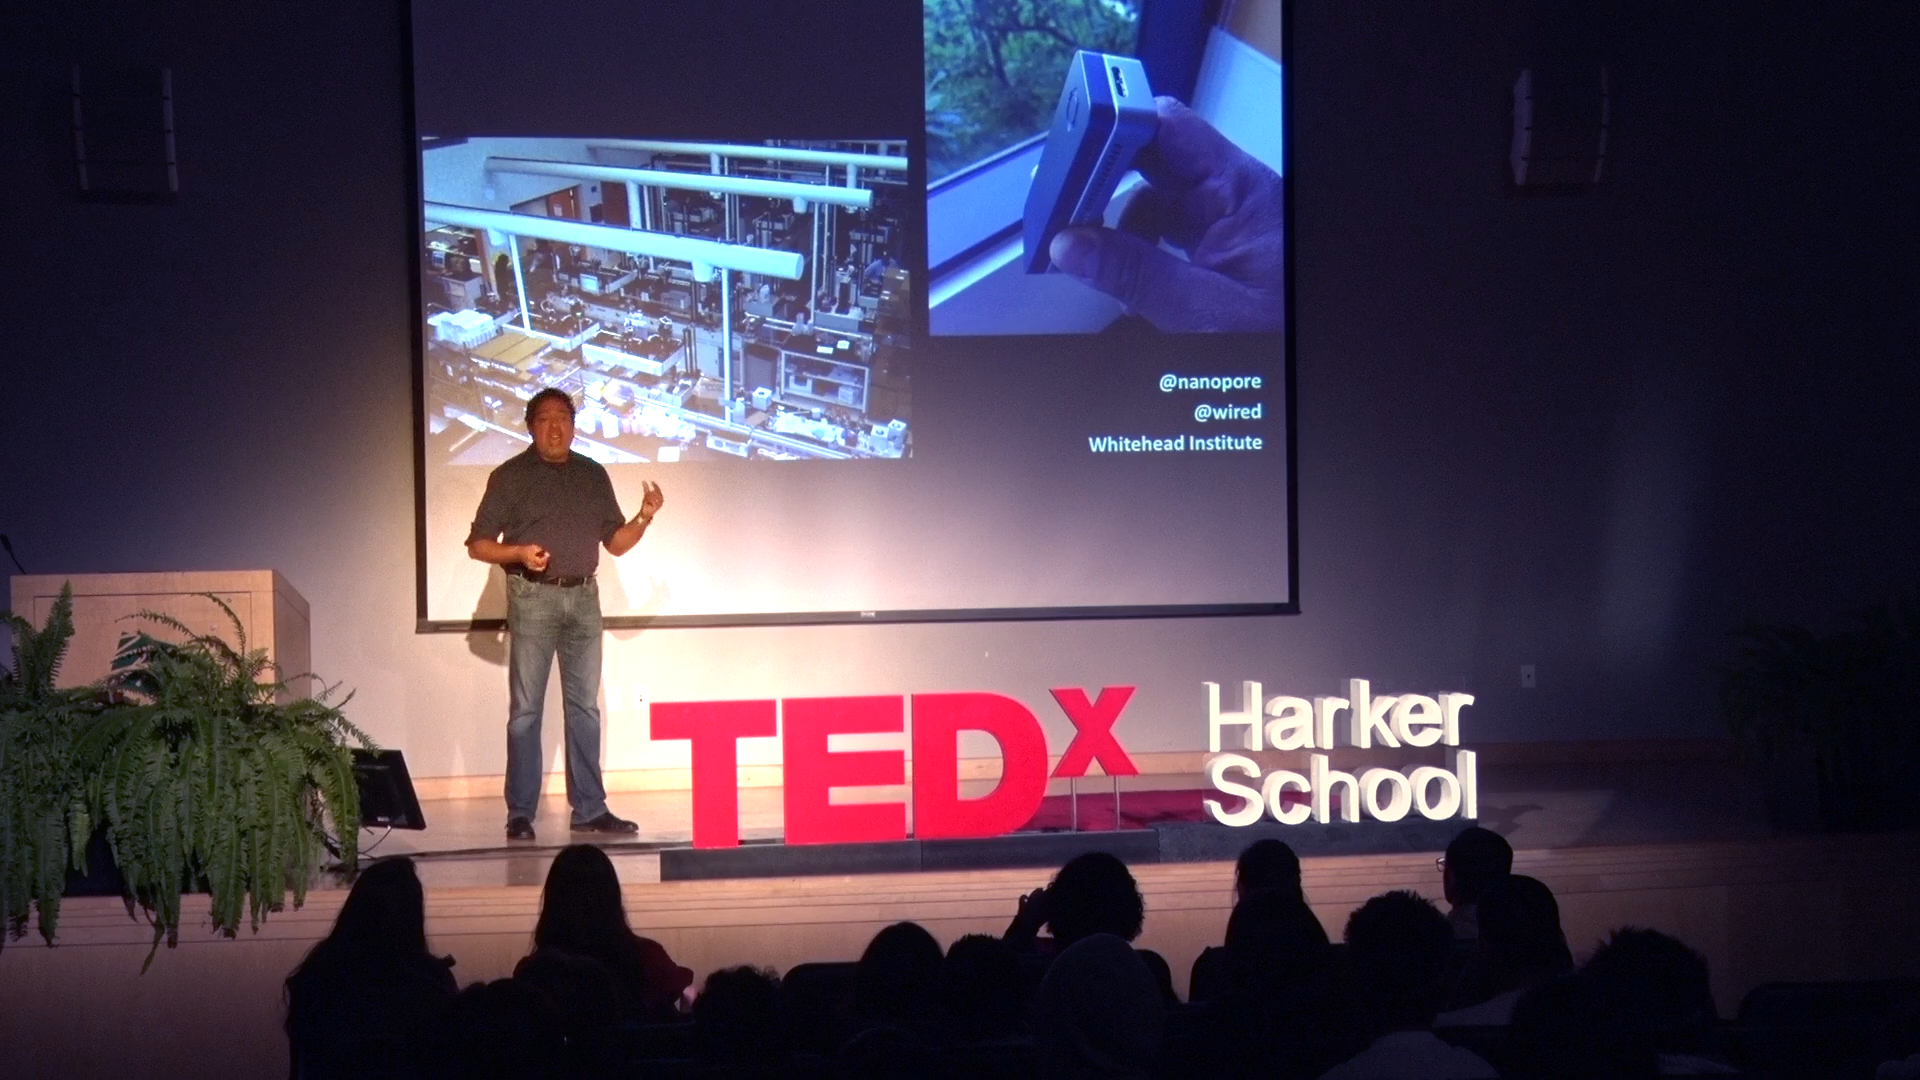 @nanopore
@wired
Whitehead Institute
TEDx
Harker
School